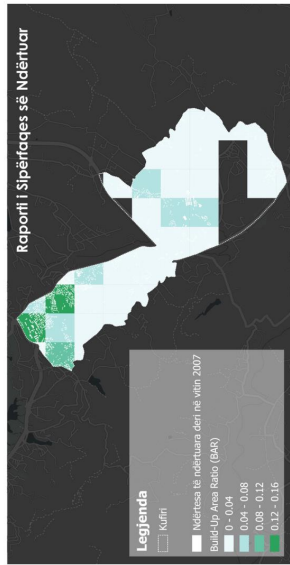 Raporti i Sipërfaqes së Ndërtuar
Legjenda
Kufiri
Ndërtesa të ndërtuara deri në vitin 2007
Build-Up Area Ratio (BAR)
0 - 0.04
0.04 - 0.08
0.08 - 0.12
0.12 - 0.16